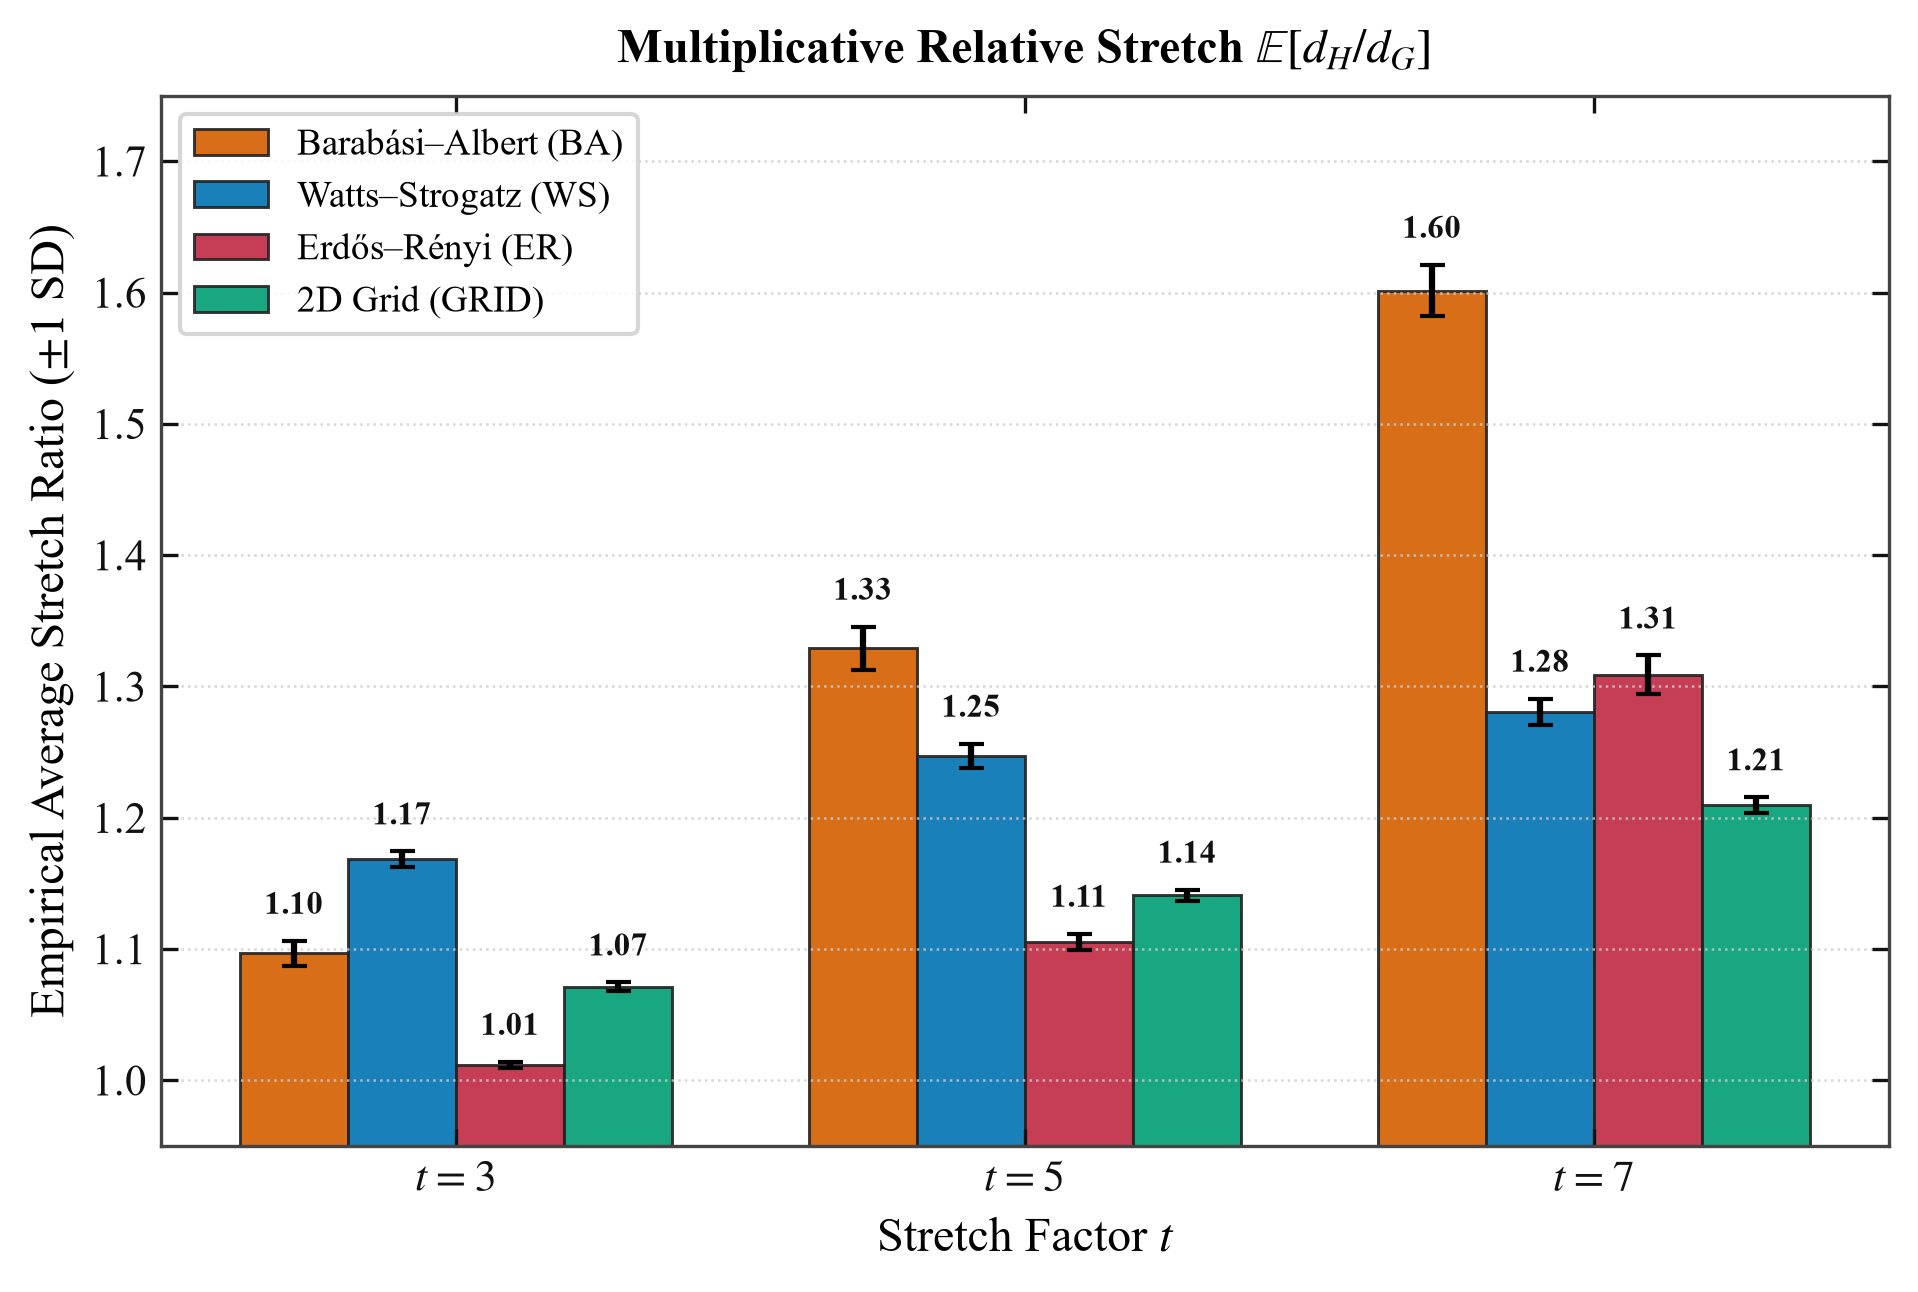 Multiplicative Relative Stretch 𝔼[d_H/d_G]
Barabási–Albert (BA)
Watts–Strogatz (WS)
Erdős–Rényi (ER)
2D Grid (GRID)
Empirical Average Stretch Ratio (±1 SD)
1.7
1.6
1.5
1.4
1.3
1.2
1.1
1.0
1.10
1.17
1.01
1.07
1.33
1.25
1.11
1.14
1.60
1.28
1.31
1.21
t = 3
t = 5
t = 7
Stretch Factor t